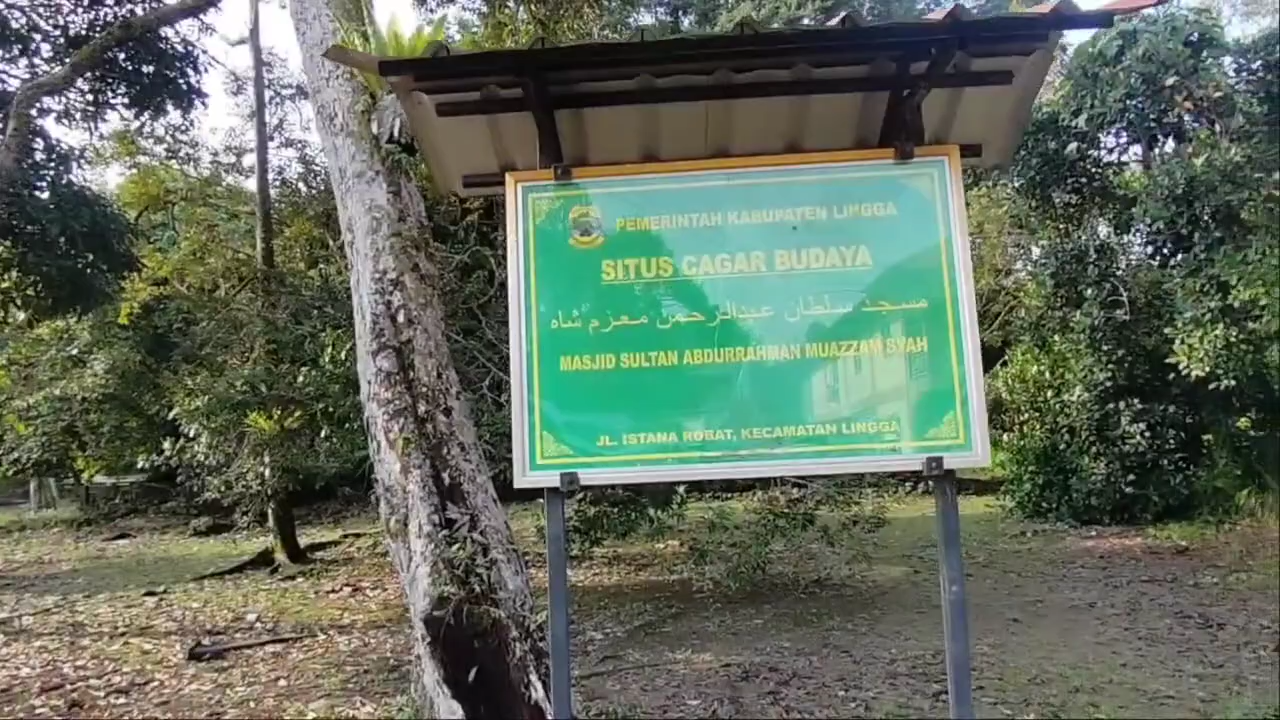 PEMERINTAH KABUPATEN LINGGA
SITUS CAGAR BUDAYA
مسجد سلطان عبدالرحمن معزم شاه
MASJID SULTAN ABDURRAHMAN MUAZZAM SYAH
JL. ISTANA ROBAT, KECAMATAN LINGGA